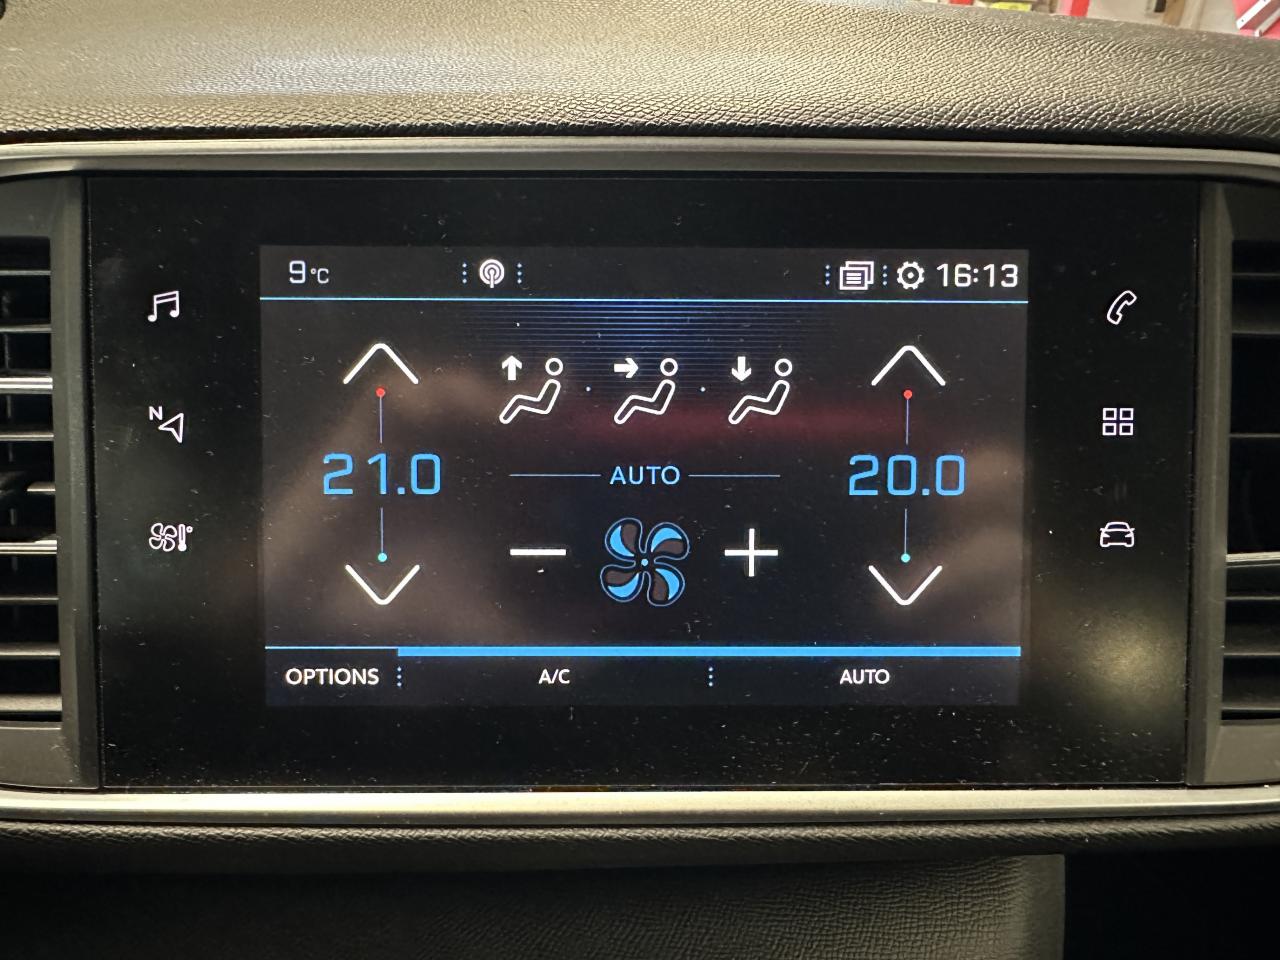 9°C
16:13
N
21.0
AUTO
20.0
OPTIONS
A/C
AUTO